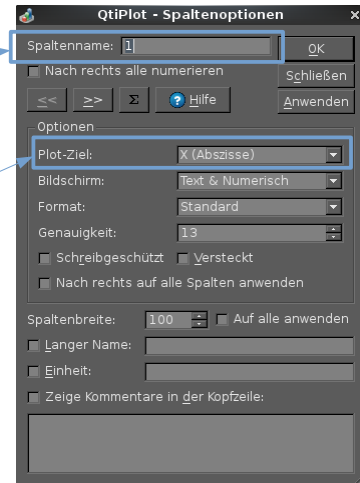 QtiPlot - Spaltenoptionen
Spaltenname: 1
OK
Nach rechts alle numerieren
Schließen
<< >> Σ Hilfe
Anwenden
Optionen
Plot-Ziel: X (Abszisse)
Bildschirm: Text & Numerisch
Format: Standard
Genauigkeit: 13
Schreibgeschützt Versteckt
Nach rechts auf alle Spalten anwenden
Spaltenbreite: 100 Auf alle anwenden
Langer Name:
Einheit:
Zeige Kommentare in der Kopfzeile: